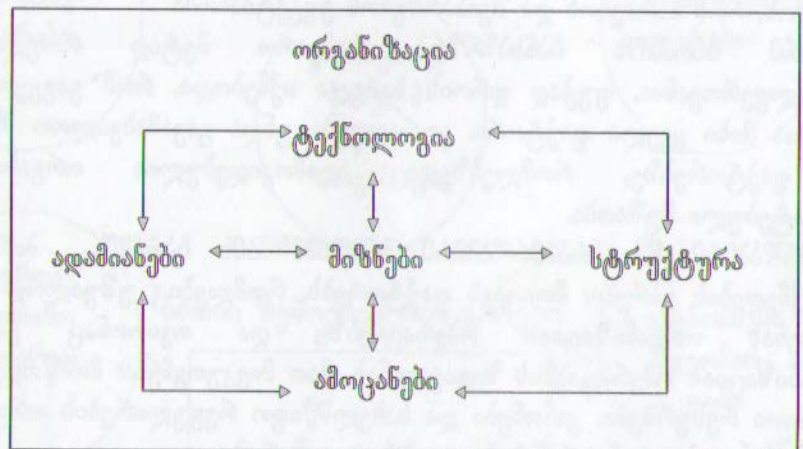 ორგანიზაცია
ტექნოლოგია
ადამიანები მიზნები სტრუქტურა
ამოცანები